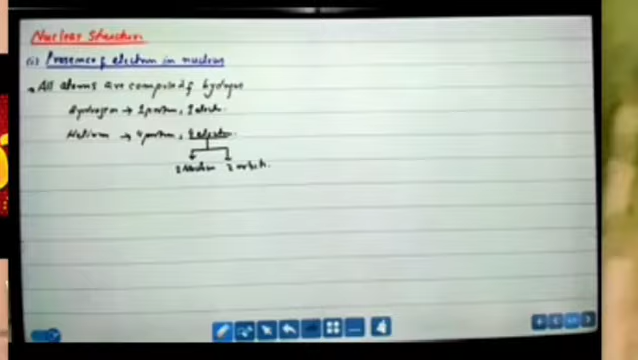 Nuclear Structure
(i) Presence of electron in nucleus
All atoms are composed of hydrogen
Hydrogen → 1 proton, 1 electr.
Helium → 4 proton, 4 electron.
2 Nucleus 2 orbit.